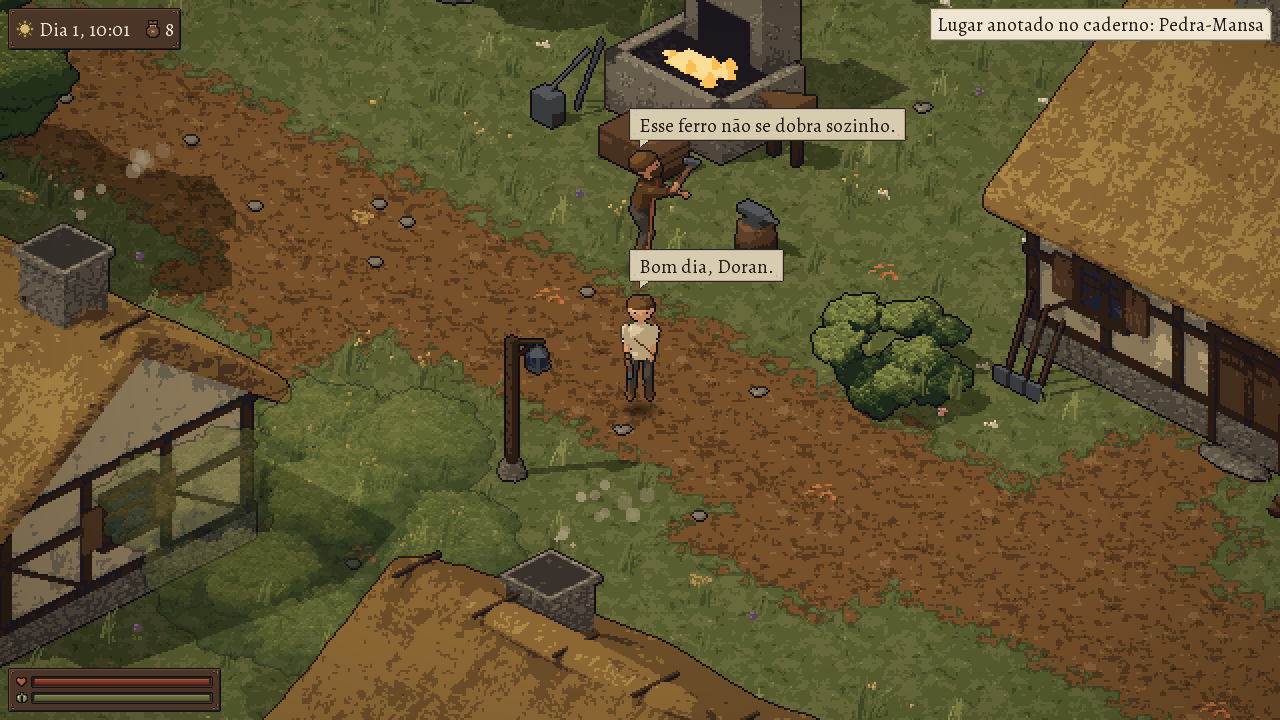 Dia 1, 10:01 8
Lugar anotado no caderno: Pedra-Mansa
Esse ferro não se dobra sozinho.
Bom dia, Doran.